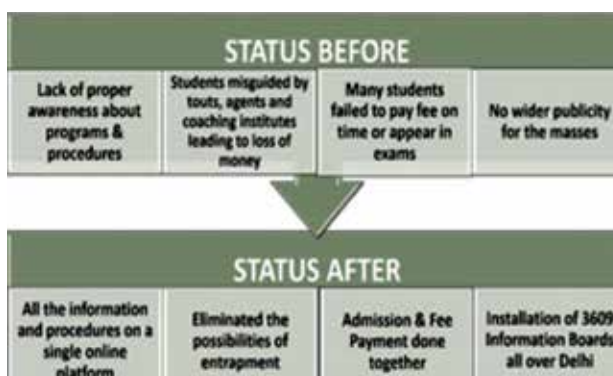 STATUS BEFORE
Lack of proper
awareness about
programs &
procedures
Students misguided by
touts, agents and
coaching institutes
leading to loss of
money
Many students
failed to pay fee on
time or appear in
exams
No wider publicity
for the masses
STATUS AFTER
All the information
and procedures on a
single online
platform
Eliminated the
possibilities of
entrapment
Admission & Fee
Payment done
together
Installation of 3609
Information Boards
all over Delhi